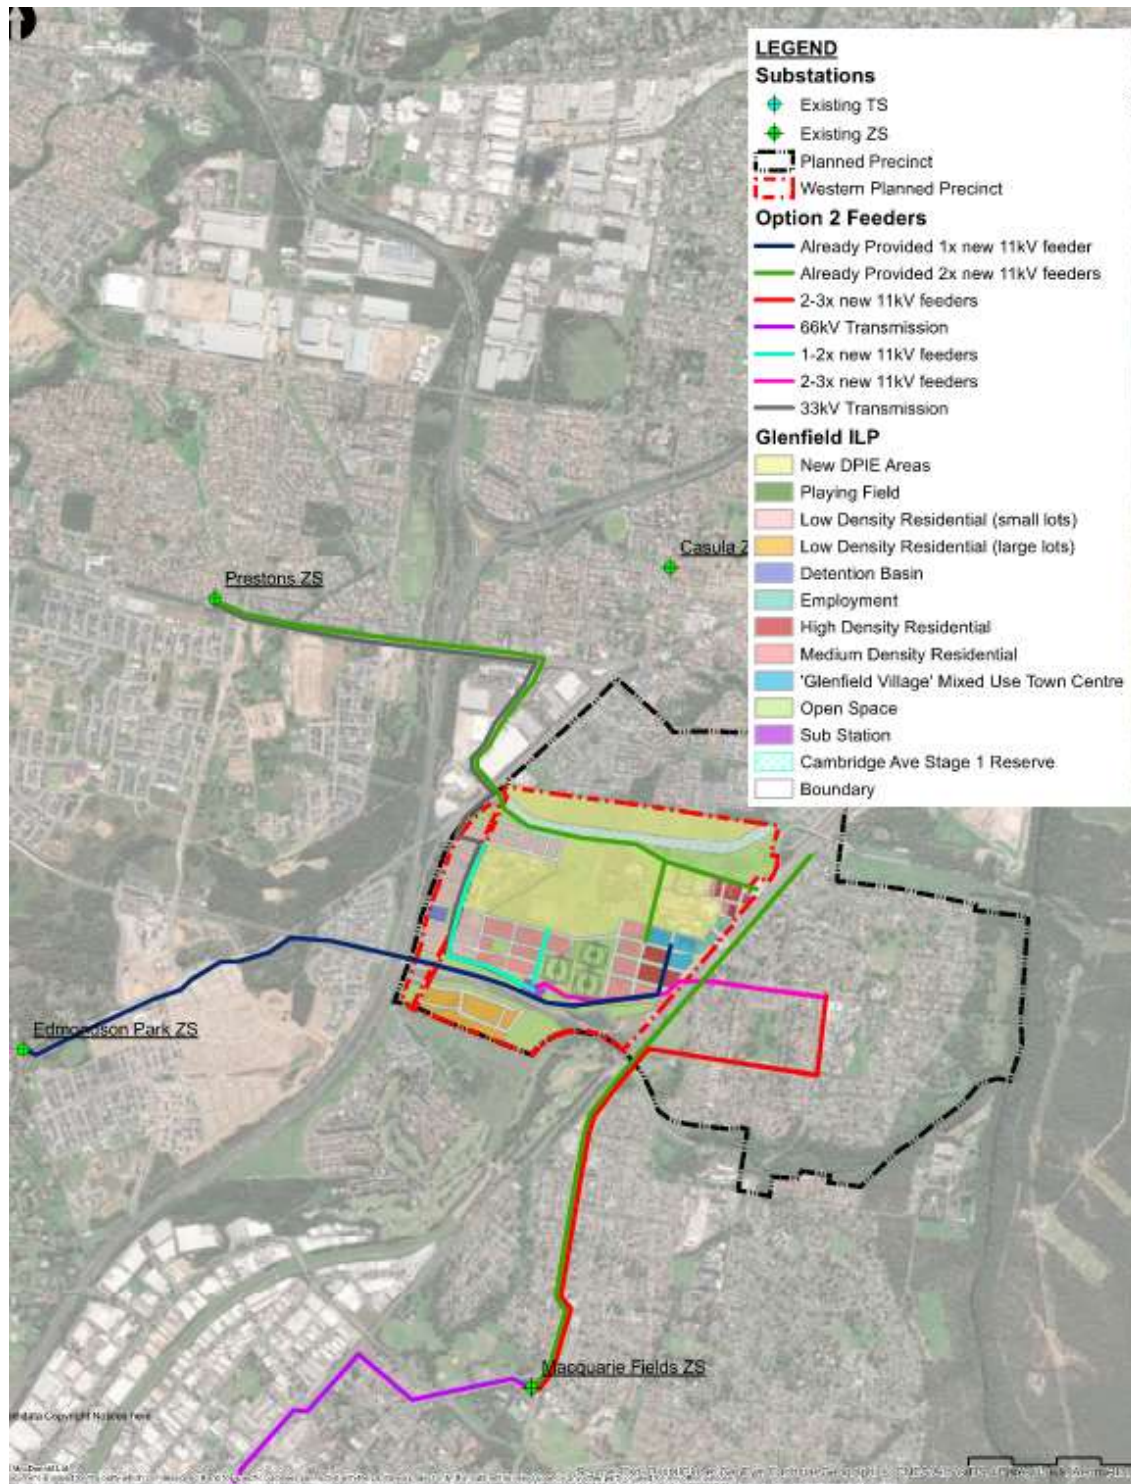 LEGEND
Substations
Existing TS
Existing ZS
Planned Precinct
Western Planned Precinct
Option 2 Feeders
Already Provided 1x new 11kV feeder
Already Provided 2x new 11kV feeders
2-3x new 11kV feeders
66kV Transmission
1-2x new 11kV feeders
2-3x new 11kV feeders
33kV Transmission
Glenfield ILP
New DPIE Areas
Playing Field
Low Density Residential (small lots)
Low Density Residential (large lots)
Detention Basin
Employment
High Density Residential
Medium Density Residential
'Glenfield Village' Mixed Use Town Centre
Open Space
Sub Station
Cambridge Ave Stage 1 Reserve
Boundary
Casula Z
Prestons ZS
Edmondson Park ZS
Macquarie Fields ZS
data Copyright Notices here